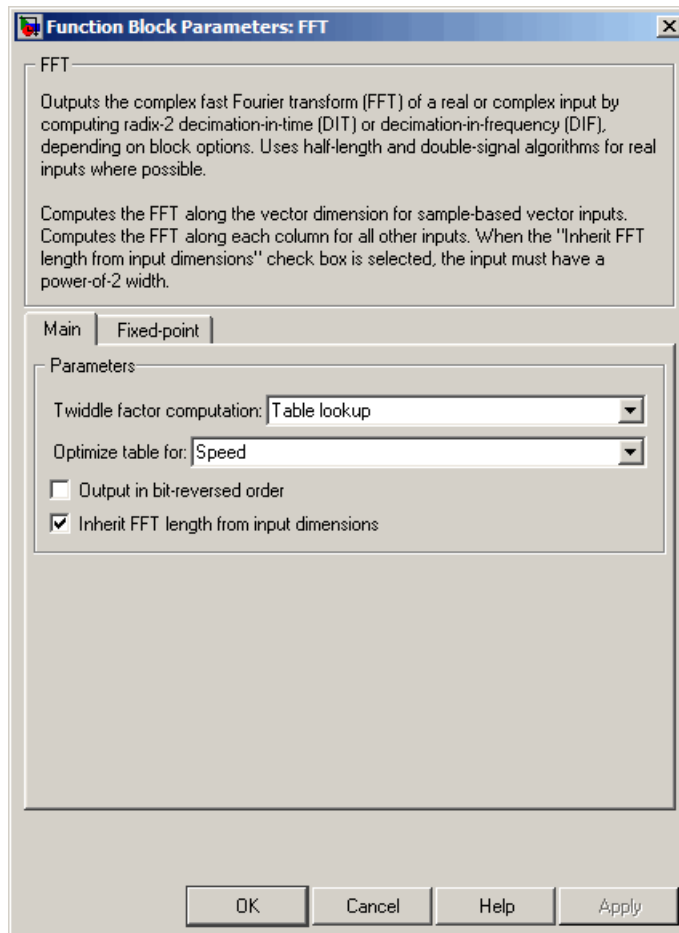 Function Block Parameters: FFT
FFT
Outputs the complex fast Fourier transform (FFT) of a real or complex input by
computing radix-2 decimation-in-time (DIT) or decimation-in-frequency (DIF),
depending on block options. Uses half-length and double-signal algorithms for real
inputs where possible.
Computes the FFT along the vector dimension for sample-based vector inputs.
Computes the FFT along each column for all other inputs. When the "Inherit FFT
length from input dimensions" check box is selected, the input must have a
power-of-2 width.
Main Fixed-point
Parameters
Twiddle factor computation: Table lookup
Optimize table for: Speed
Output in bit-reversed order
Inherit FFT length from input dimensions
OK Cancel Help Apply